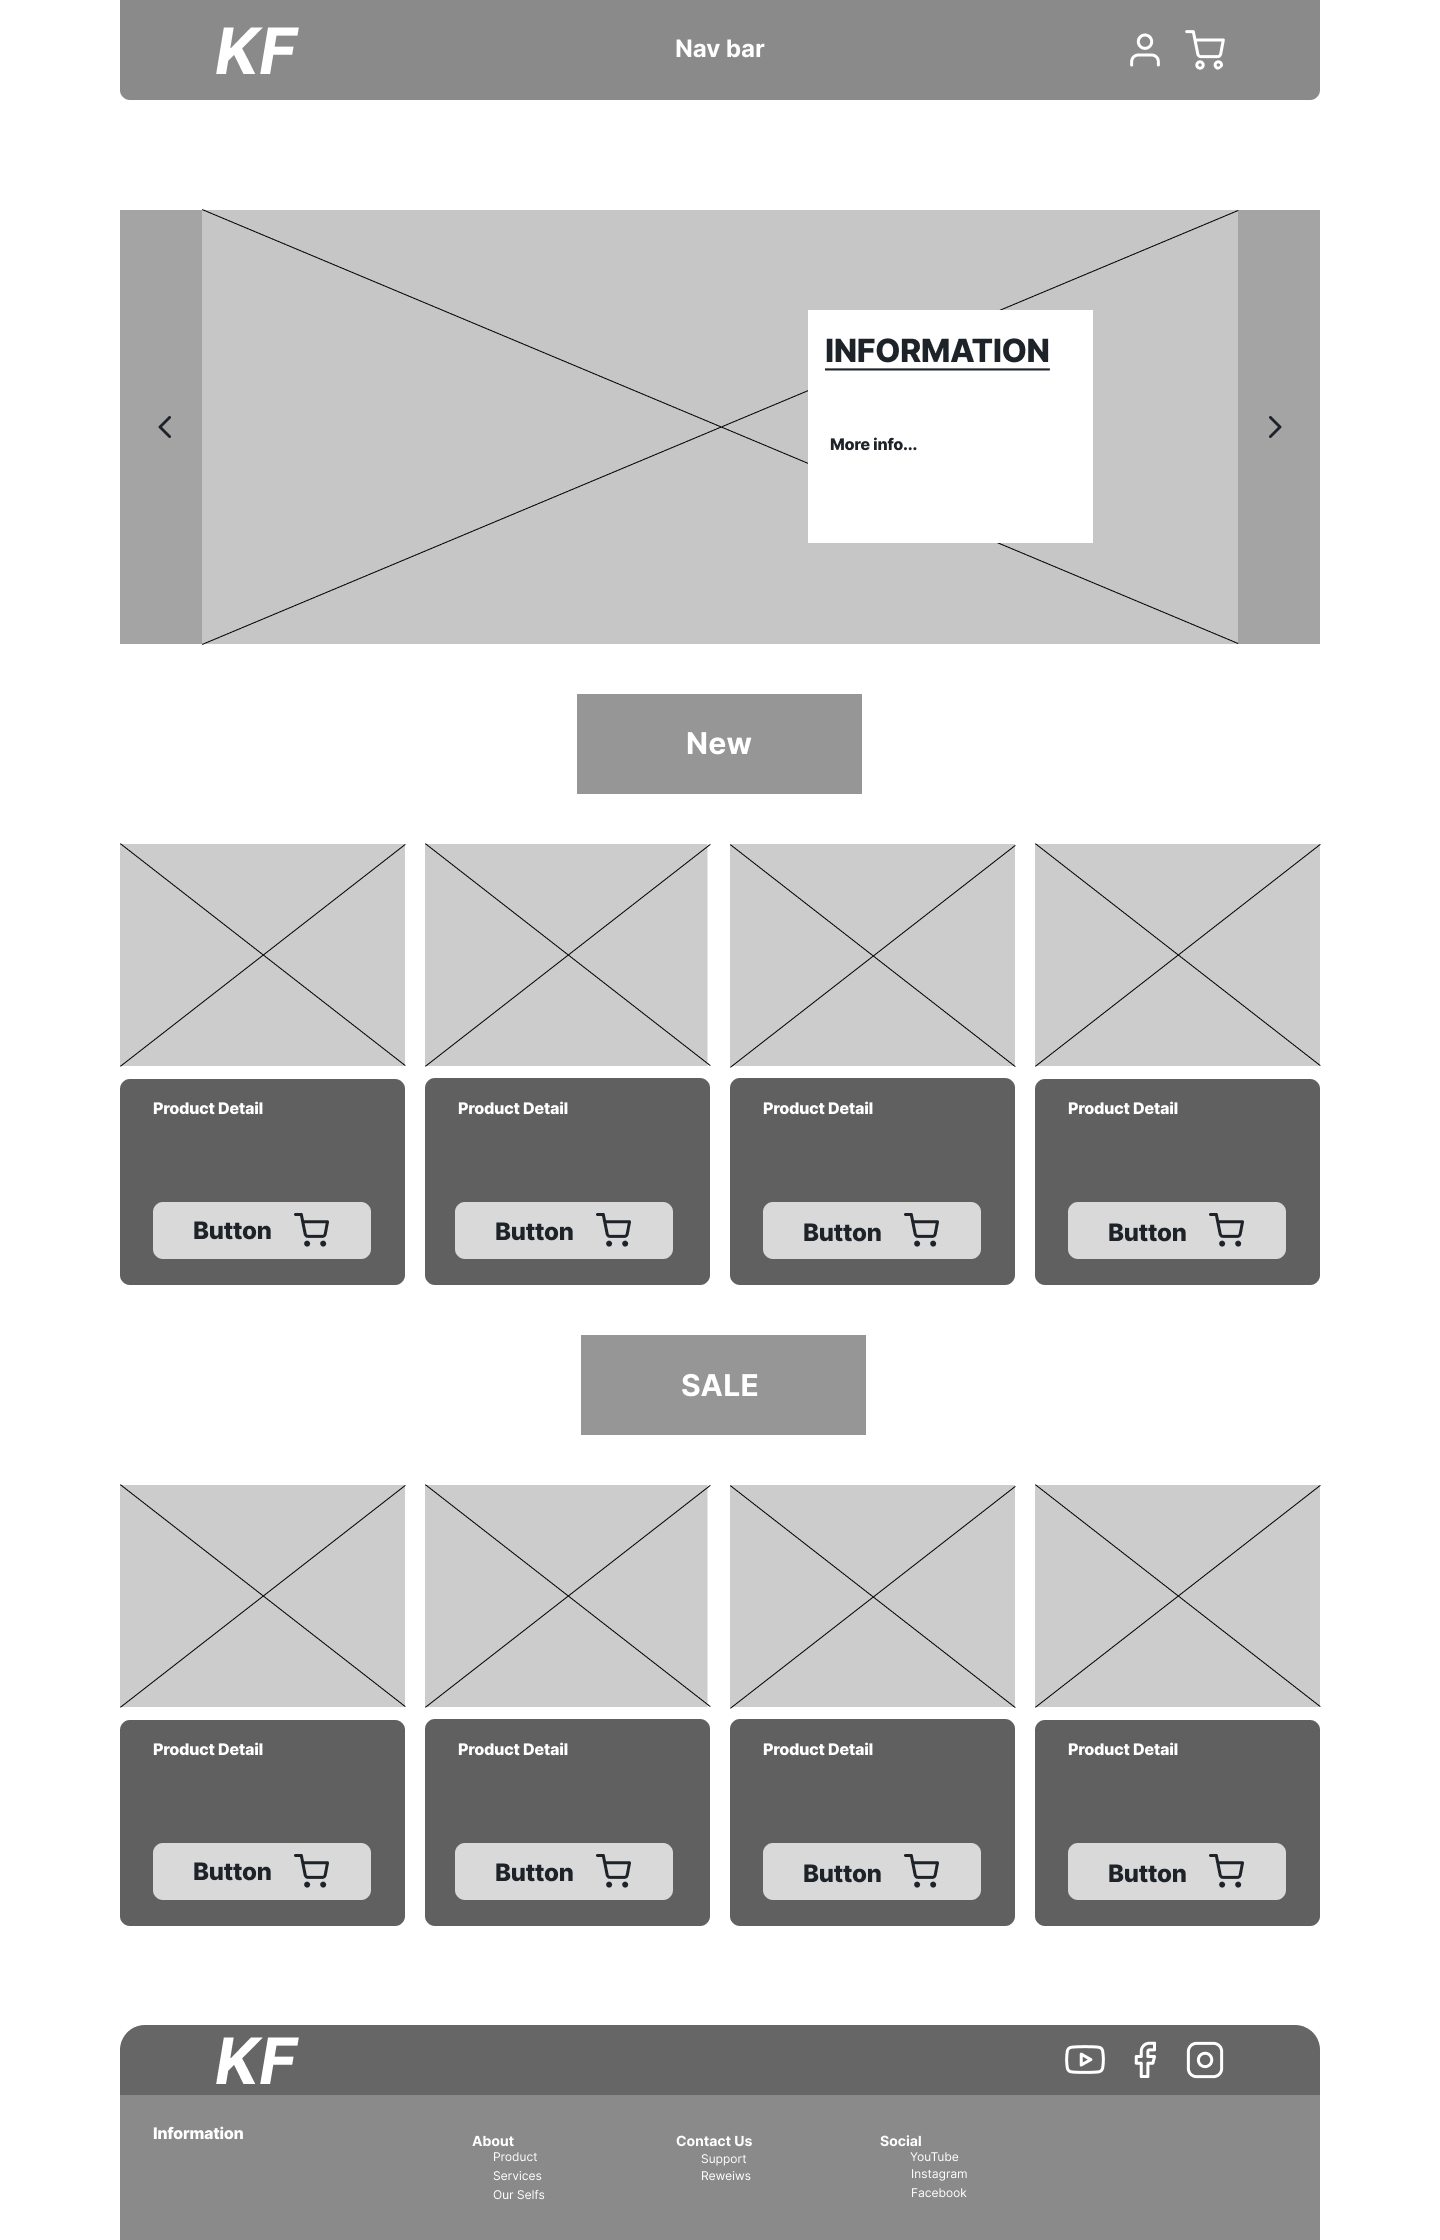 KF
Nav bar
INFORMATION
More info...
New
Product Detail
Product Detail
Product Detail
Product Detail
Button
Button
Button
Button
SALE
Product Detail
Product Detail
Product Detail
Product Detail
Button
Button
Button
Button
KF
Information
About
Product
Services
Our Selfs
Contact Us
Support
Reweiws
Social
YouTube
Instagram
Facebook